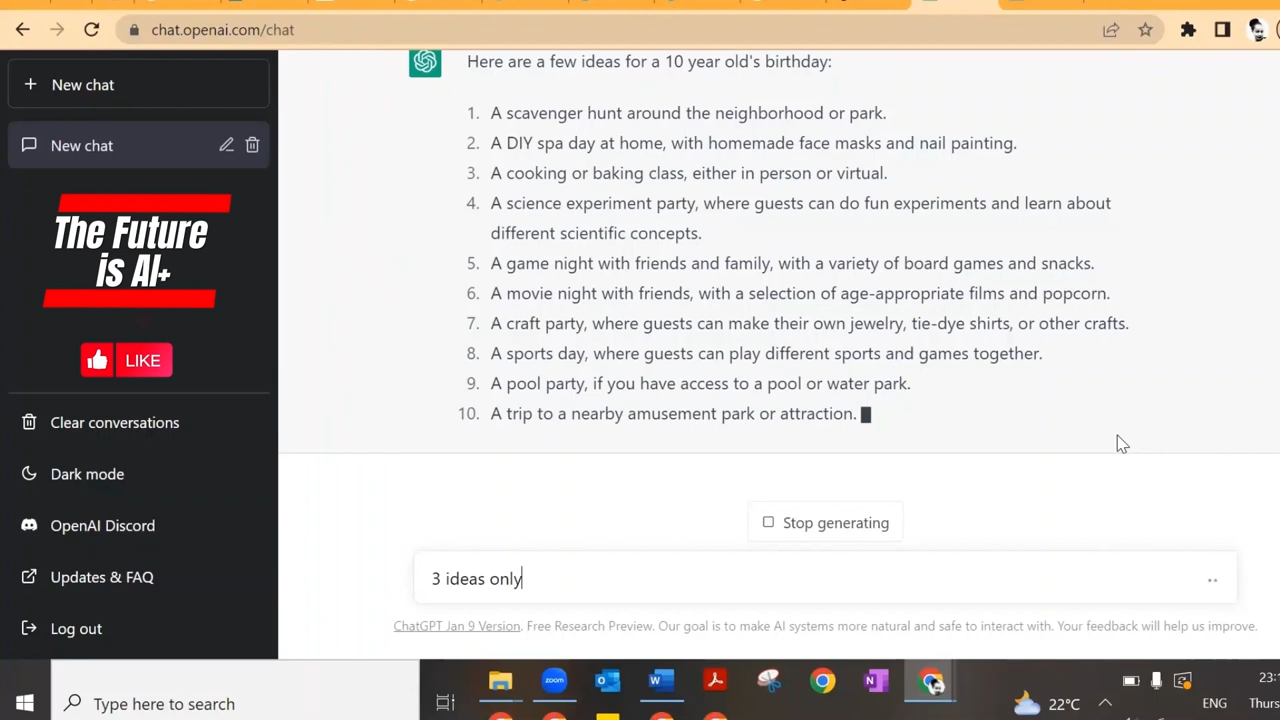 chat.openai.com/chat
New chat
New chat
The Future
is AI+
LIKE
Clear conversations
Dark mode
OpenAI Discord
Updates & FAQ
Log out
Here are a few ideas for a 10 year old's birthday:
1. A scavenger hunt around the neighborhood or park.
2. A DIY spa day at home, with homemade face masks and nail painting.
3. A cooking or baking class, either in person or virtual.
4. A science experiment party, where guests can do fun experiments and learn about
different scientific concepts.
5. A game night with friends and family, with a variety of board games and snacks.
6. A movie night with friends, with a selection of age-appropriate films and popcorn.
7. A craft party, where guests can make their own jewelry, tie-dye shirts, or other crafts.
8. A sports day, where guests can play different sports and games together.
9. A pool party, if you have access to a pool or water park.
10. A trip to a nearby amusement park or attraction.
Stop generating
3 ideas only
ChatGPT Jan 9 Version. Free Research Preview. Our goal is to make AI systems more natural and safe to interact with. Your feedback will help us improve.
Type here to search
zoom
22°C
ENG